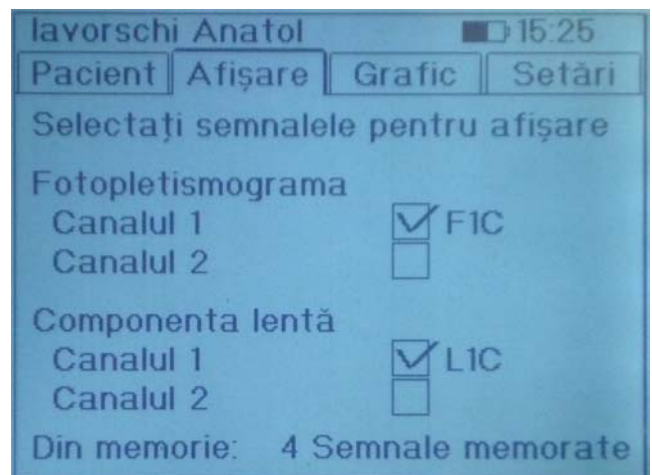 Iavorschi Anatol 15:25
Pacient Afișare Grafic Setări
Selectați semnalele pentru afișare
Fotopletismograma
Canalul 1 F1C
Canalul 2
Componenta lentă
Canalul 1 L1C
Canalul 2
Din memorie: 4 Semnale memorate